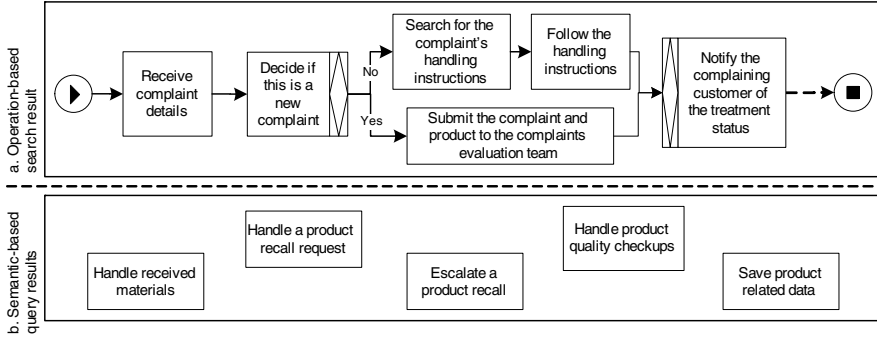 a. Operation-based
search result
Receive
complaint
details
Decide if
this is a
new
complaint
No
Yes
Search for the
complaint's
handling
instructions
Follow the
handling
instructions
Submit the complaint and
product to the complaints
evaluation team
Notify the
complaining
customer of
the treatment
status
b. Semantic-based
query results
Handle received
materials
Handle a product
recall request
Escalate a
product recall
Handle product
quality checkups
Save product
related data